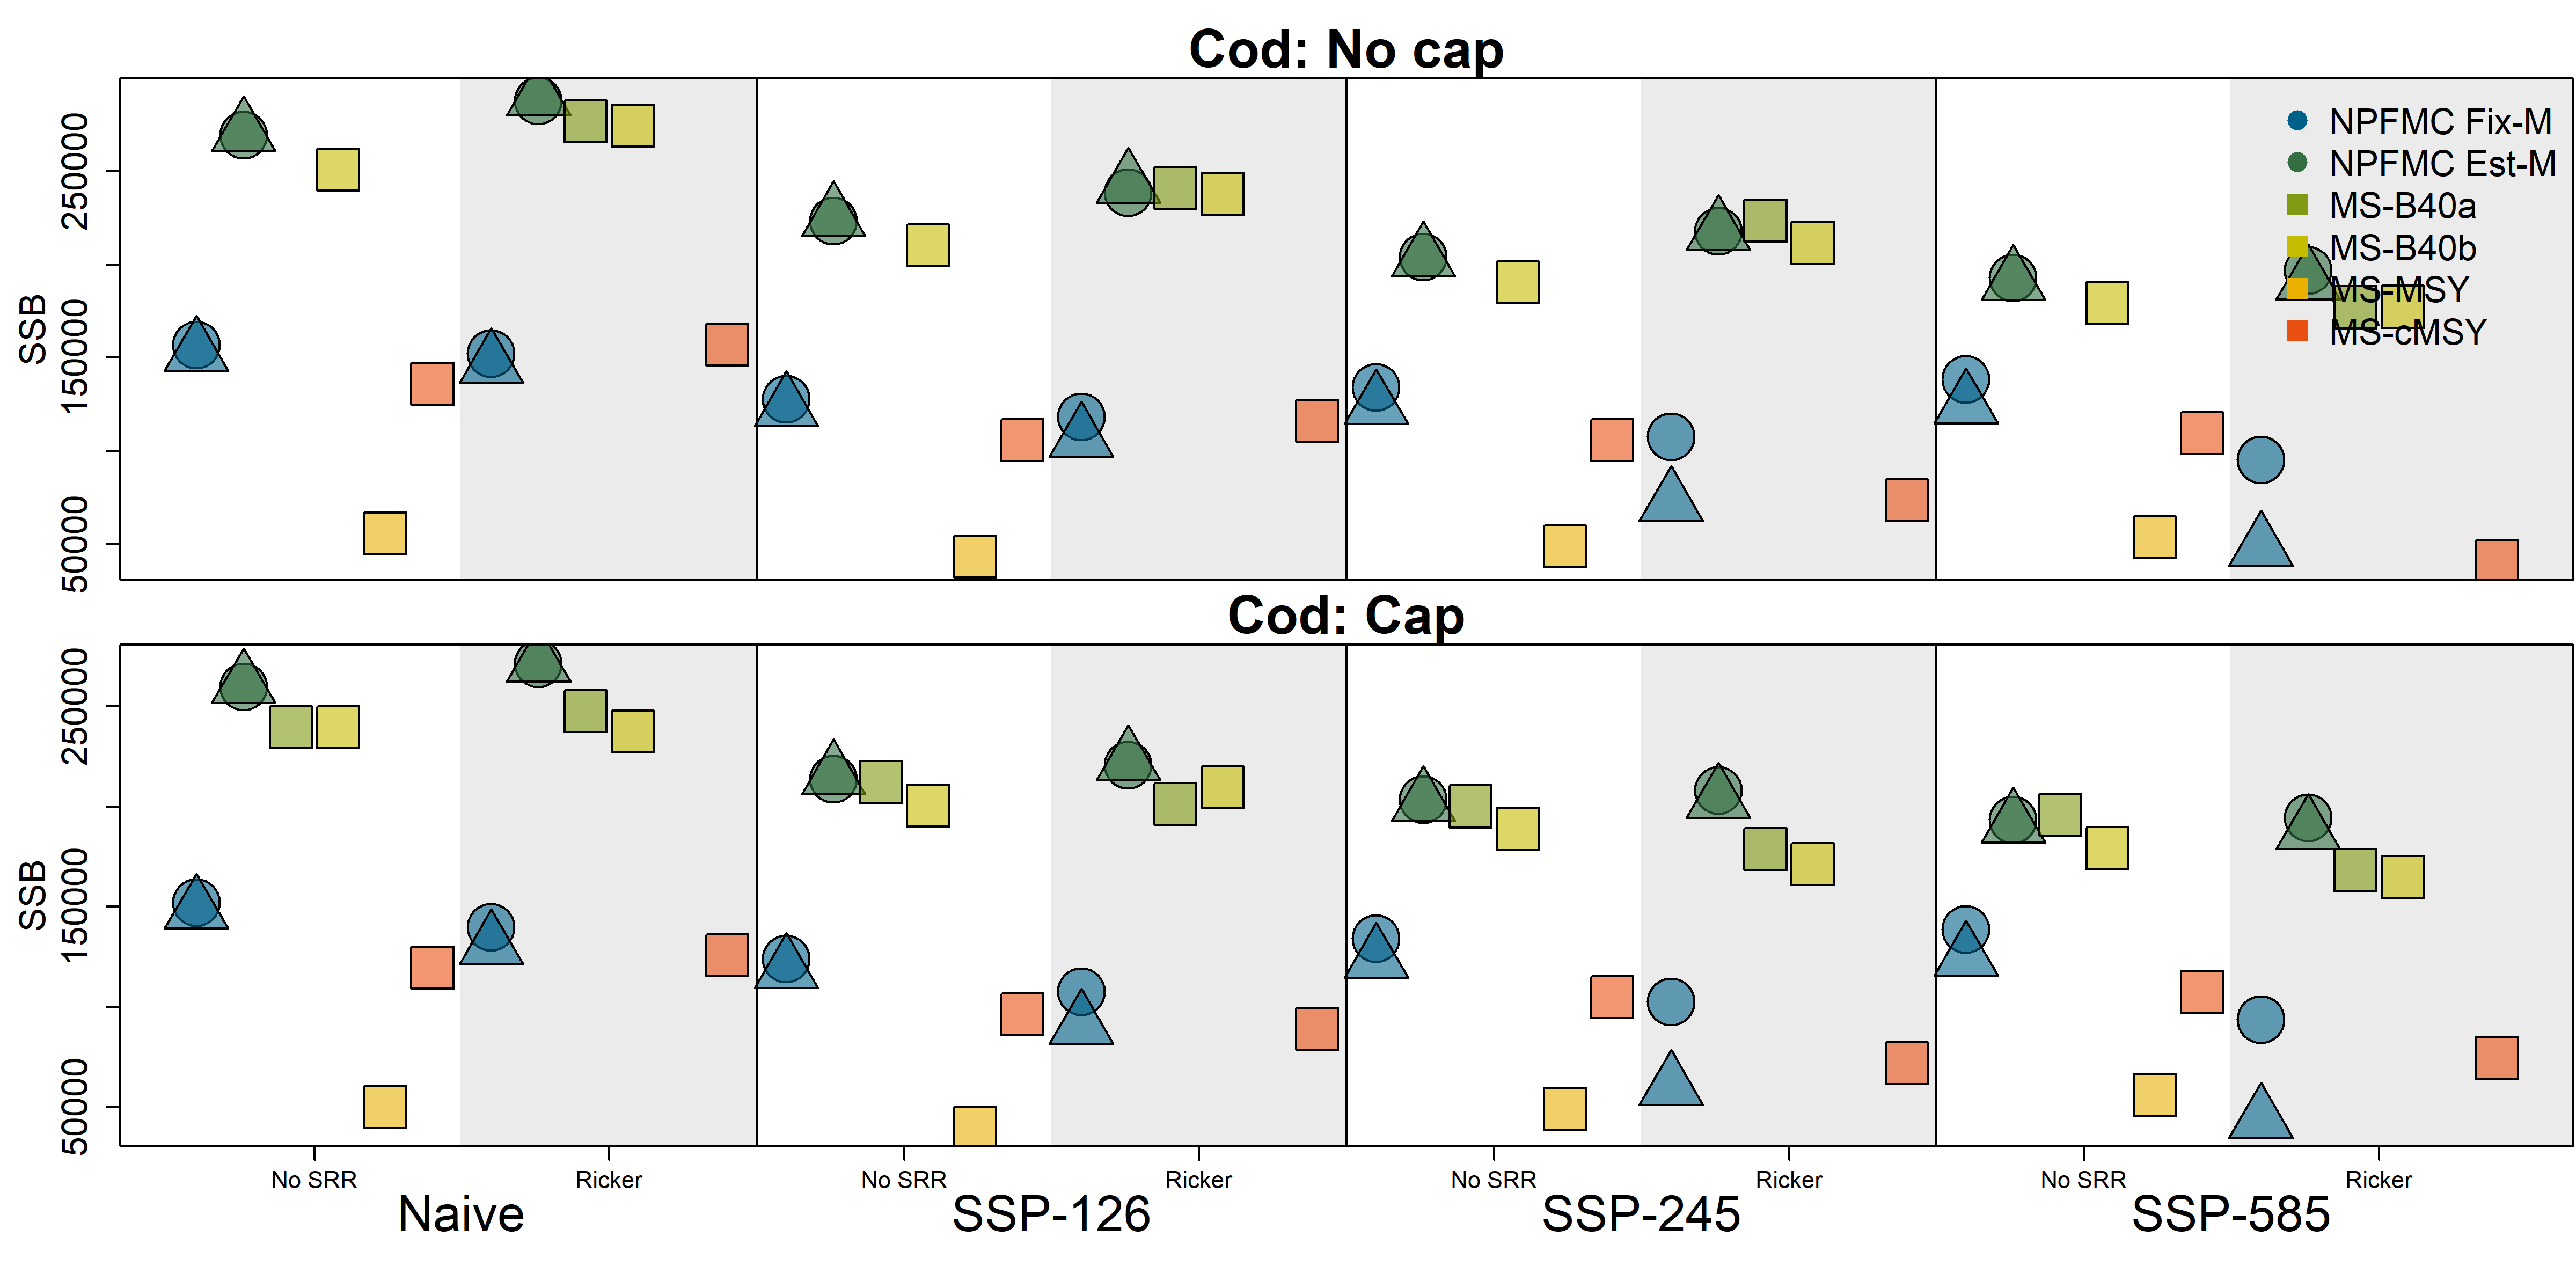 Cod: No cap
SSB
50000
150000
250000
NPFMC Fix-M
NPFMC Est-M
MS-B40a
MS-B40b
MS-MSY
MS-cMSY
Cod: Cap
SSB
50000
150000
250000
No SRR
Ricker
No SRR
Ricker
No SRR
Ricker
No SRR
Ricker
Naive
SSP-126
SSP-245
SSP-585